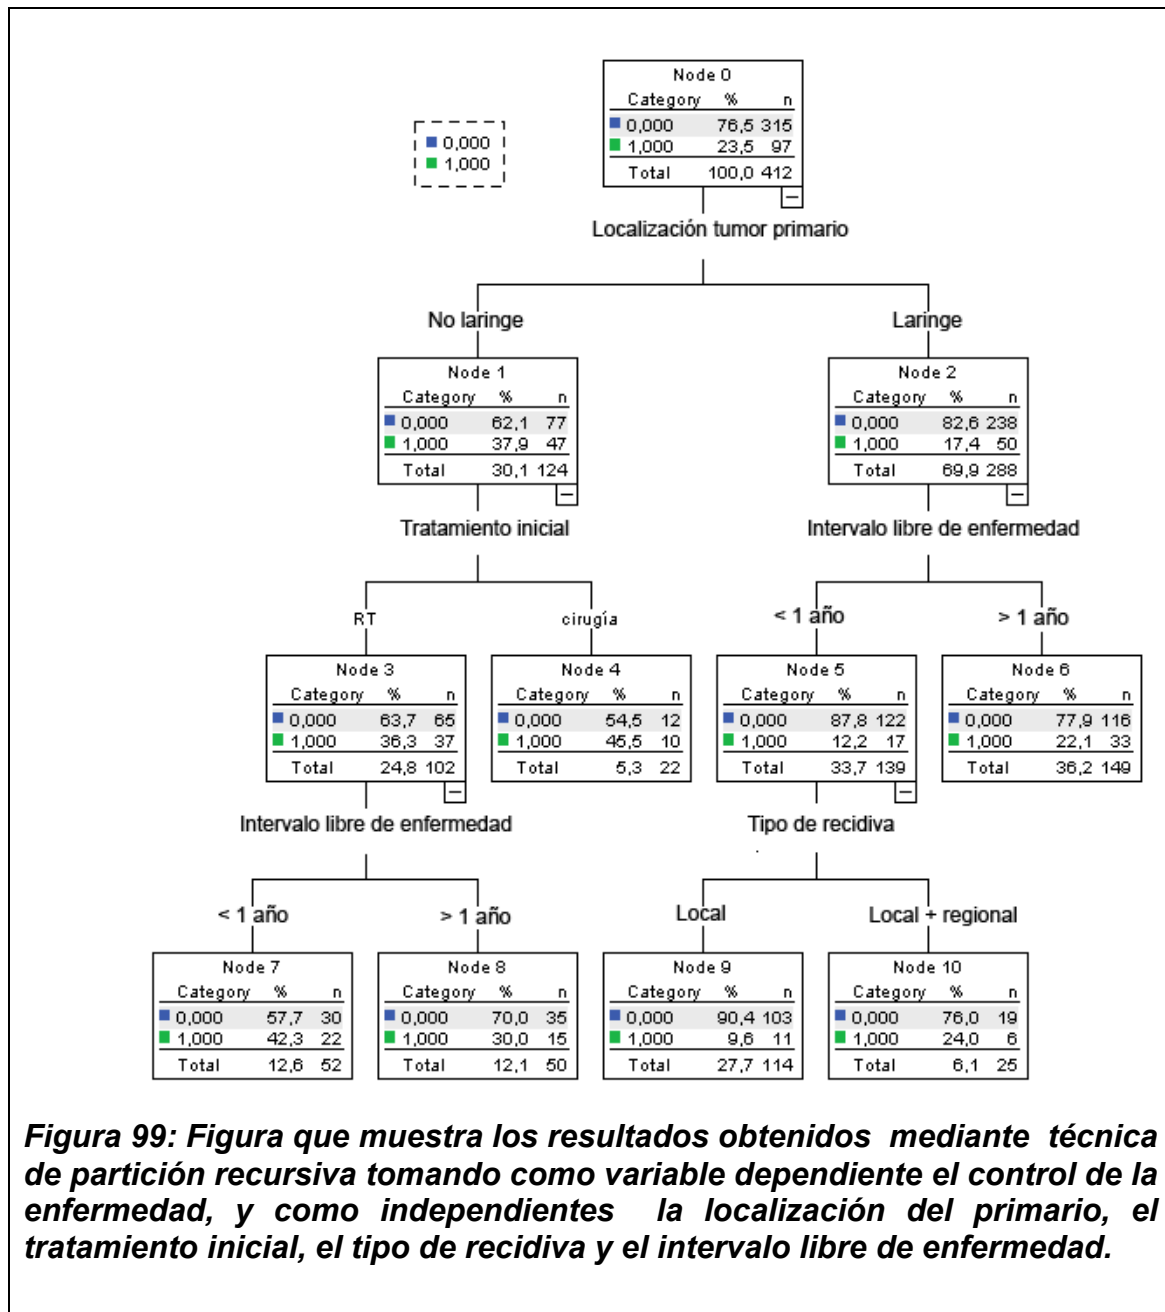 Node 0
Category % n
0,000 76,5 315
1,000 23,5 97
Total 100,0 412
0,000
1,000
Localización tumor primario
No laringe
Laringe
Node 1
Category % n
0,000 62,1 77
1,000 37,9 47
Total 30,1 124
Node 2
Category % n
0,000 82,6 238
1,000 17,4 50
Total 69,9 288
Tratamiento inicial
Intervalo libre de enfermedad
RT
cirugía
< 1 año
> 1 año
Node 3
Category % n
0,000 63,7 65
1,000 36,3 37
Total 24,8 102
Node 4
Category % n
0,000 54,5 12
1,000 45,5 10
Total 5,3 22
Node 5
Category % n
0,000 87,8 122
1,000 12,2 17
Total 33,7 139
Node 6
Category % n
0,000 77,9 116
1,000 22,1 33
Total 36,2 149
Intervalo libre de enfermedad
Tipo de recidiva
< 1 año
> 1 año
Local
Local + regional
Node 7
Category % n
0,000 57,7 30
1,000 42,3 22
Total 12,6 52
Node 8
Category % n
0,000 70,0 35
1,000 30,0 15
Total 12,1 50
Node 9
Category % n
0,000 90,4 103
1,000 9,6 11
Total 27,7 114
Node 10
Category % n
0,000 76,0 19
1,000 24,0 6
Total 6,1 25
Figura 99: Figura que muestra los resultados obtenidos mediante técnica
de partición recursiva tomando como variable dependiente el control de la
enfermedad, y como independientes la localización del primario, el
tratamiento inicial, el tipo de recidiva y el intervalo libre de enfermedad.